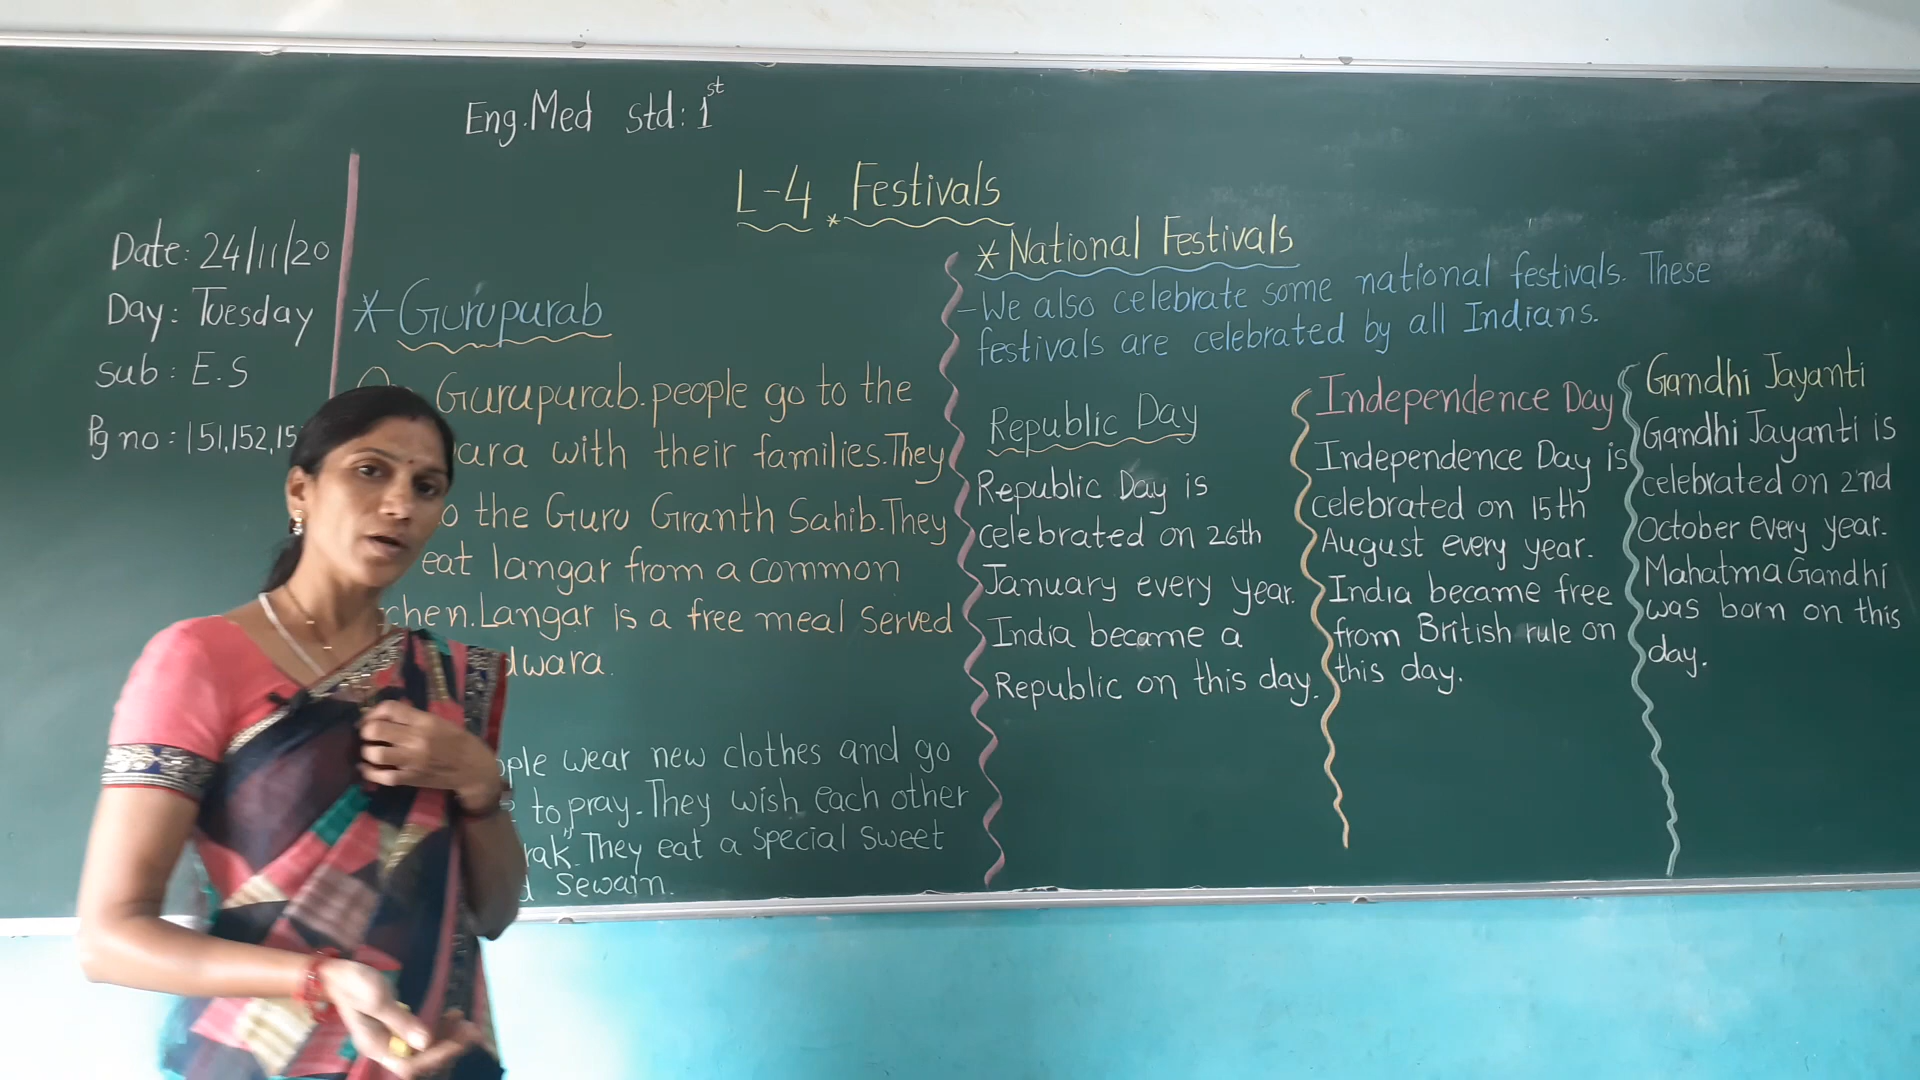 Eng.Med std: 1st
L-4 * Festivals
Date: 24/11/20
Day: Tuesday
sub: E.S
Pg no: 151,152,15
* Gurupurab
Gurupurab.people go to the
ara with their families.They
the Guru Granth Sahib.They
eat langar from a common
chen.Langar is a free meal served
dwara.
ople wear new clothes and go
to pray. They wish each other
rak". They eat a special sweet
d Sewain.
* National Festivals
- We also celebrate some national festivals. These
festivals are celebrated by all Indians.
Republic Day
Republic Day is
celebrated on 26th
January every year.
India became a
Republic on this day.
Independence Day
Independence Day is
celebrated on 15th
August every year.
India became free
from British rule on
this day.
Gandhi Jayanti
Gandhi Jayanti is
celebrated on 2nd
October every year.
Mahatma Gandhi
was born on this
day.